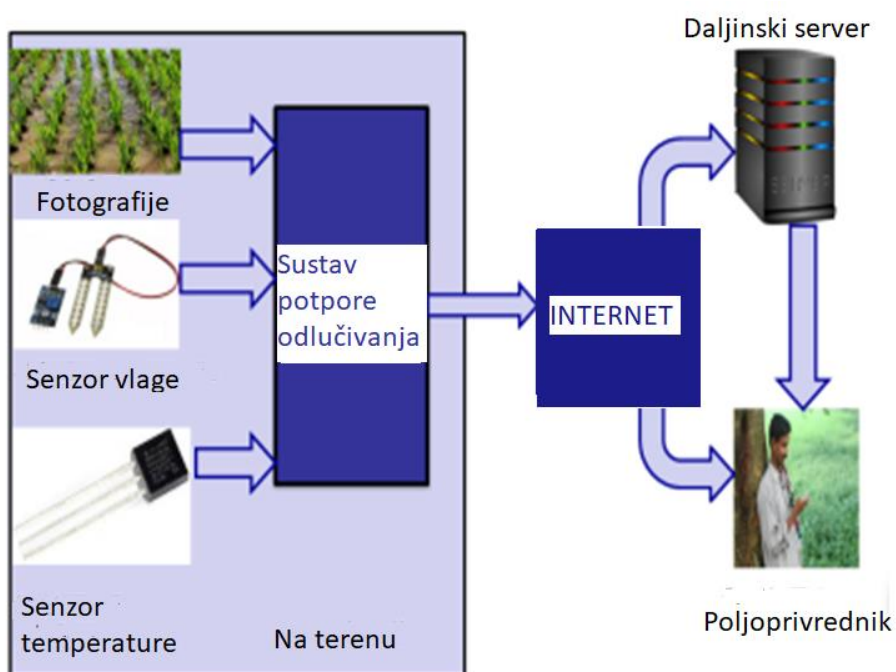 Daljinski server
Fotografije
Sustav
potpore
odlučivanja
INTERNET
Senzor vlage
Senzor
temperature
Na terenu
Poljoprivrednik